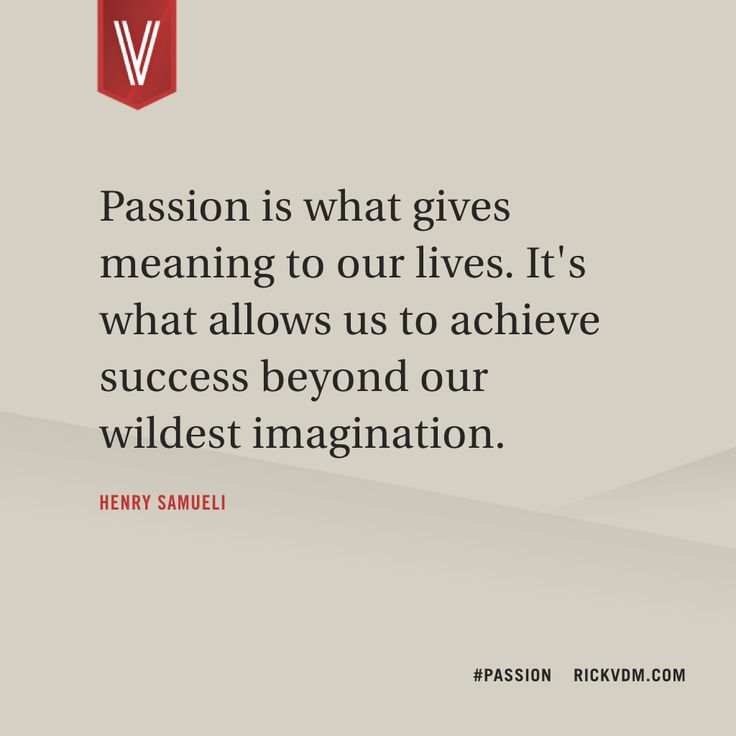 V
Passion is what gives
meaning to our lives. It's
what allows us to achieve
success beyond our
wildest imagination.
HENRY SAMUELI
#PASSION RICKVDM.COM